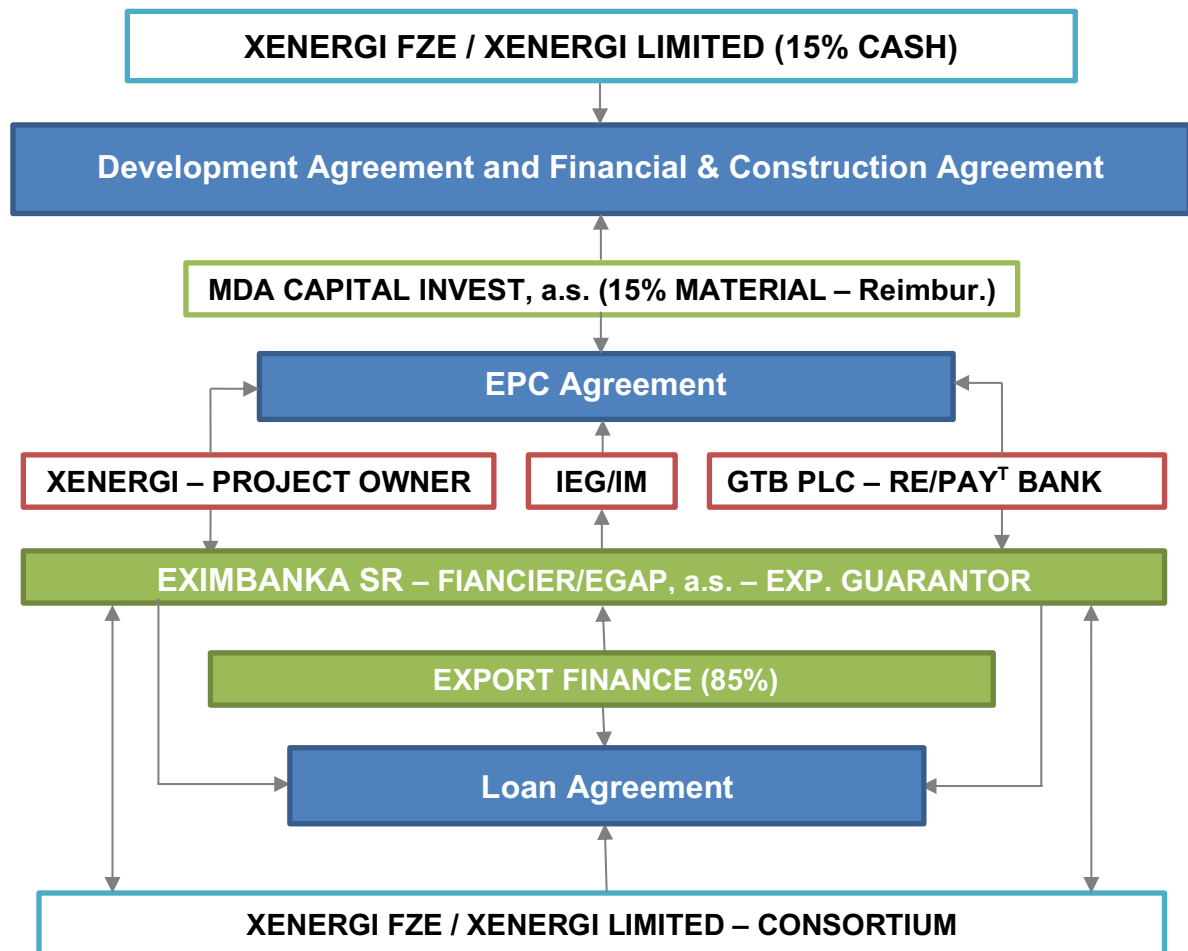 XENERGI FZE / XENERGI LIMITED (15% CASH)
Development Agreement and Financial & Construction Agreement
MDA CAPITAL INVEST, a.s. (15% MATERIAL – Reimbur.)
EPC Agreement
XENERGI – PROJECT OWNER
IEG/IM
GTB PLC – RE/PAYᵀ BANK
EXIMBANKA SR – FIANCIER/EGAP, a.s. – EXP. GUARANTOR
EXPORT FINANCE (85%)
Loan Agreement
XENERGI FZE / XENERGI LIMITED – CONSORTIUM